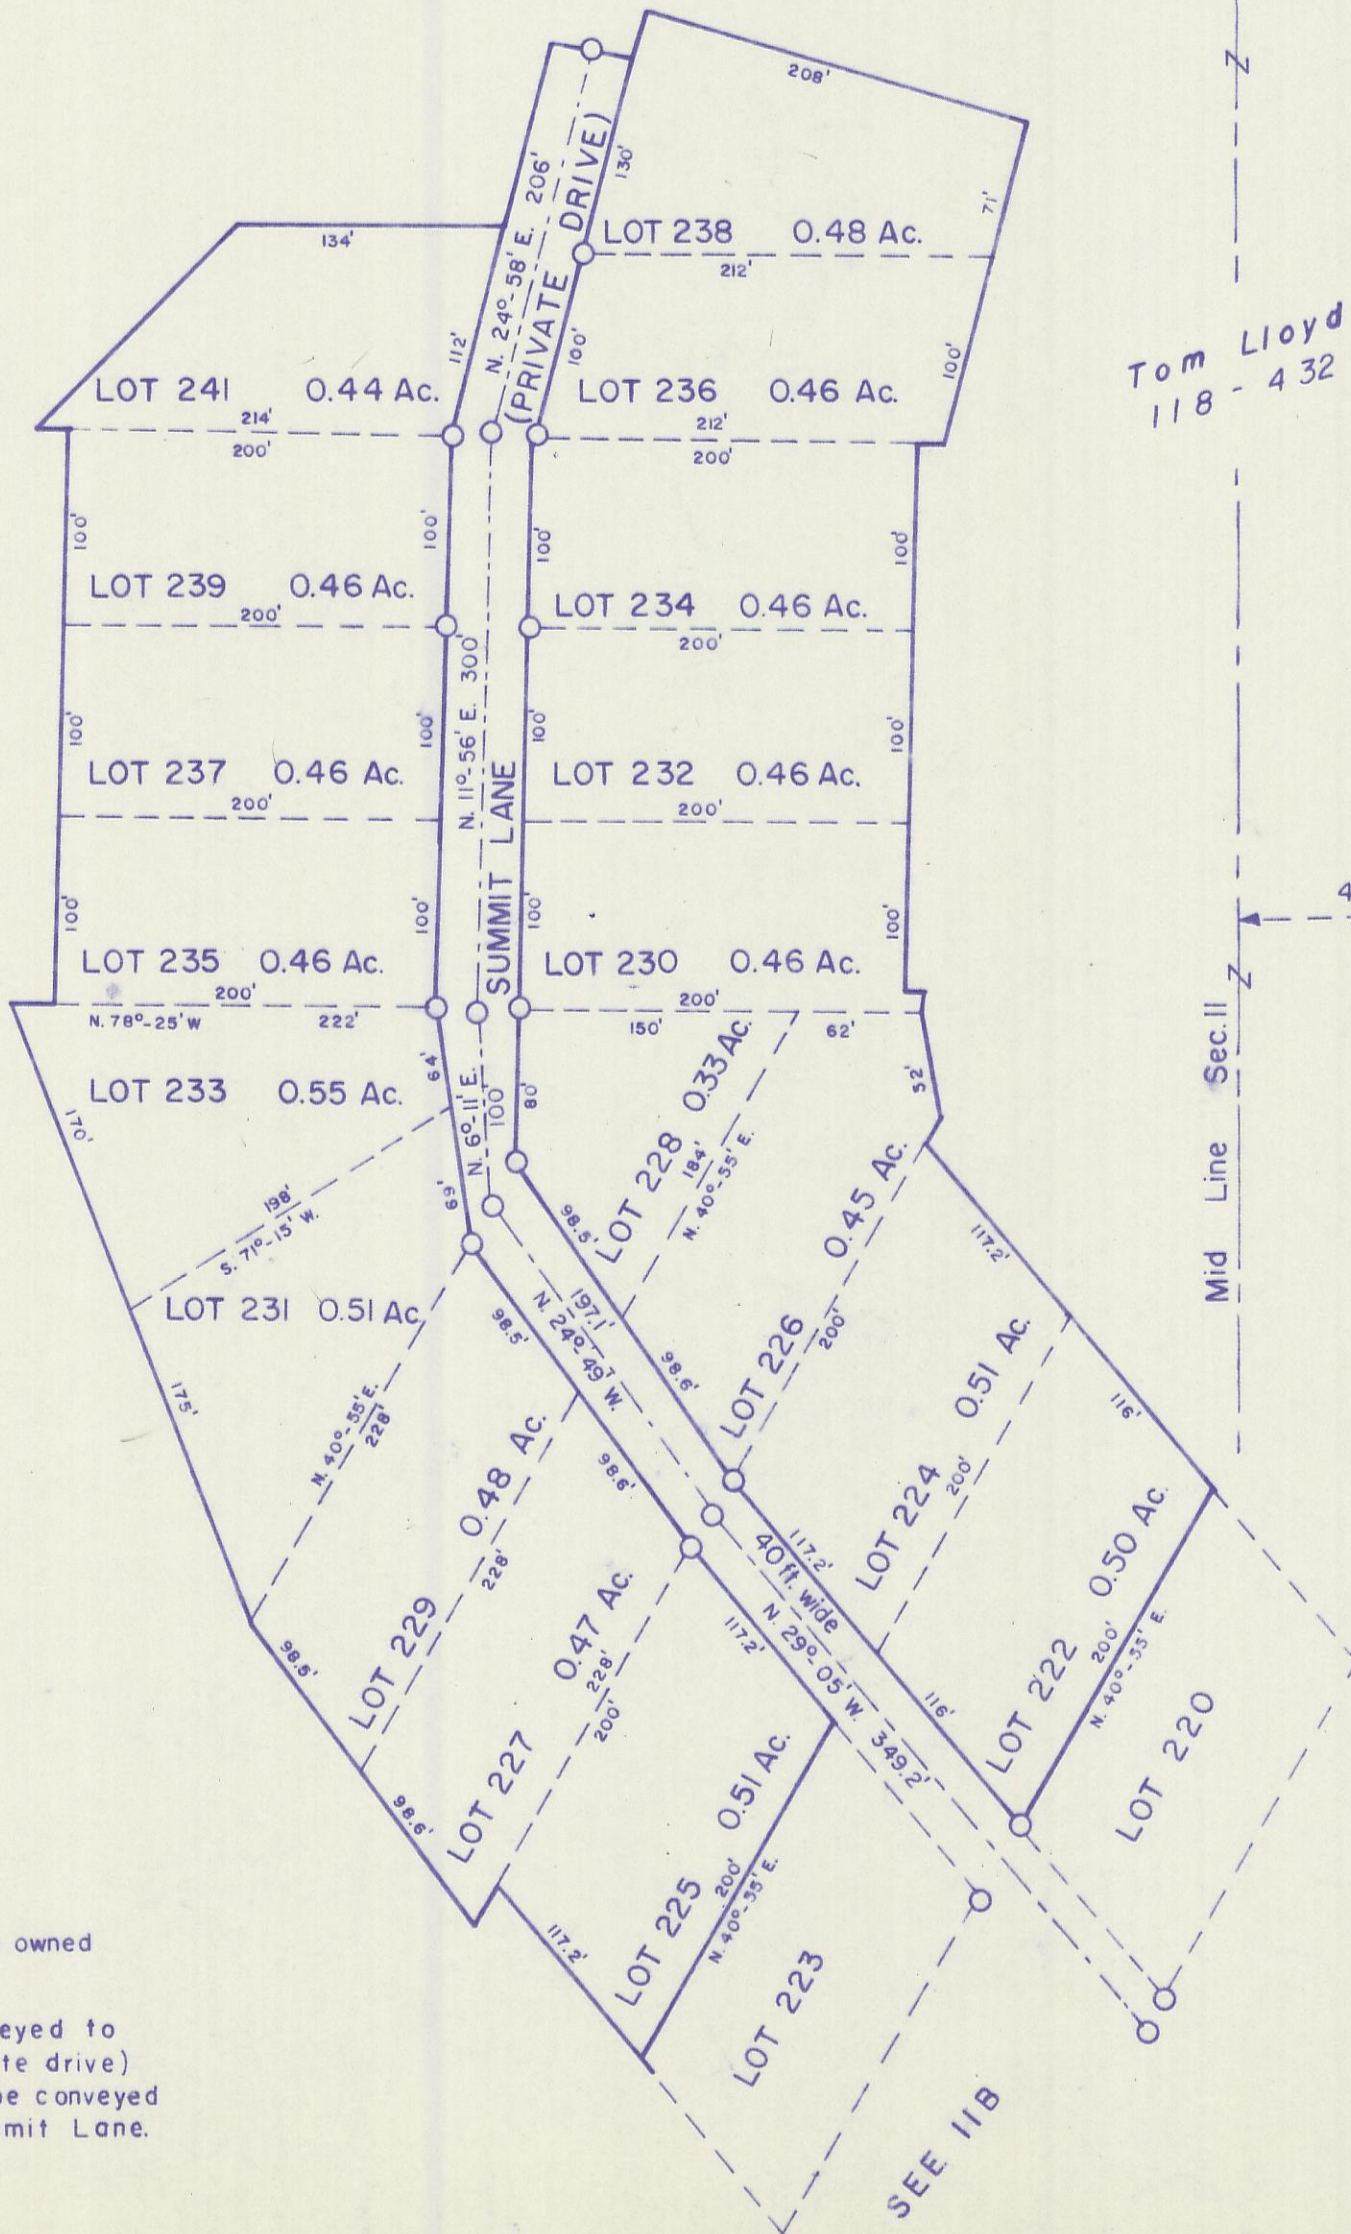 208'
130'
71'
LOT 238 0.48 Ac.
212'
134'
N. 24°-58' E. 206'
(PRIVATE DRIVE)
112'
100'
100'
Tom Lloyd
118 - 432
LOT 241 0.44 Ac.
214'
200'
LOT 236 0.46 Ac.
212'
200'
100'
100'
100'
100'
LOT 239 0.46 Ac.
200'
LOT 234 0.46 Ac.
200'
N. 11°-56' E. 300'
100'
100'
100'
100'
LOT 237 0.46 Ac.
200'
LOT 232 0.46 Ac.
200'
SUMMIT LANE
100'
100'
100'
100'
4
LOT 235 0.46 Ac.
200'
N. 78°-25' W 222'
LOT 230 0.46 Ac.
200'
150' 62'
Mid Line Sec. 11
64'
LOT 233 0.55 Ac.
170'
N. 6°-11' E.
100'
80'
52'
LOT 228 0.33 Ac.
184'
N. 40°-55' E.
198'
S. 71°-15' W.
69'
98.5'
LOT 226 0.45 Ac.
200'
117.2'
LOT 231 0.51 Ac.
175'
N. 40°-55' E.
228'
98.5'
197.1'
N. 24°-49' W.
98.6'
LOT 224 0.51 Ac.
200'
116'
LOT 229 0.48 Ac.
228'
98.6'
98.5'
117.2'
40 ft. wide
N. 29°-05' W. 349.2'
LOT 222 0.50 Ac.
200'
N. 40°-55' E.
116'
LOT 227 0.47 Ac.
228'
200'
98.6'
117.2'
LOT 220
LOT 225 0.51 Ac.
200'
N. 40°-55' E.
117.2'
LOT 223
SEE 11B
owned
eyed to
te drive)
be conveyed
mit Lane.